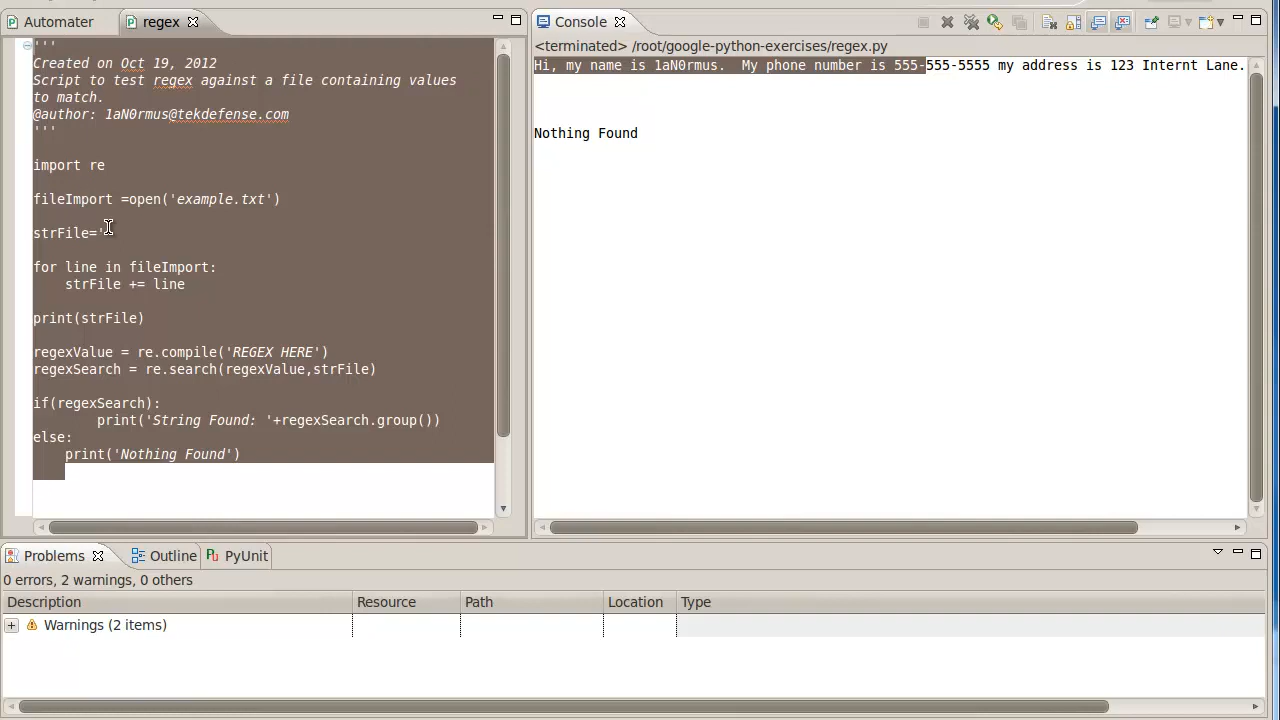 Automater
regex
'''
Created on Oct 19, 2012
Script to test regex against a file containing values
to match.
@author: 1aN0rmus@tekdefense.com
'''
import re
fileImport =open('example.txt')
strFile=''
for line in fileImport:
strFile += line
print(strFile)
regexValue = re.compile('REGEX HERE')
regexSearch = re.search(regexValue,strFile)
if(regexSearch):
print('String Found: '+regexSearch.group())
else:
print('Nothing Found')
Console
<terminated> /root/google-python-exercises/regex.py
Hi, my name is 1aN0rmus.  My phone number is 555-555-5555 my address is 123 Internt Lane.
Nothing Found
Problems
Outline
PyUnit
0 errors, 2 warnings, 0 others
Description
Resource
Path
Location
Type
Warnings (2 items)